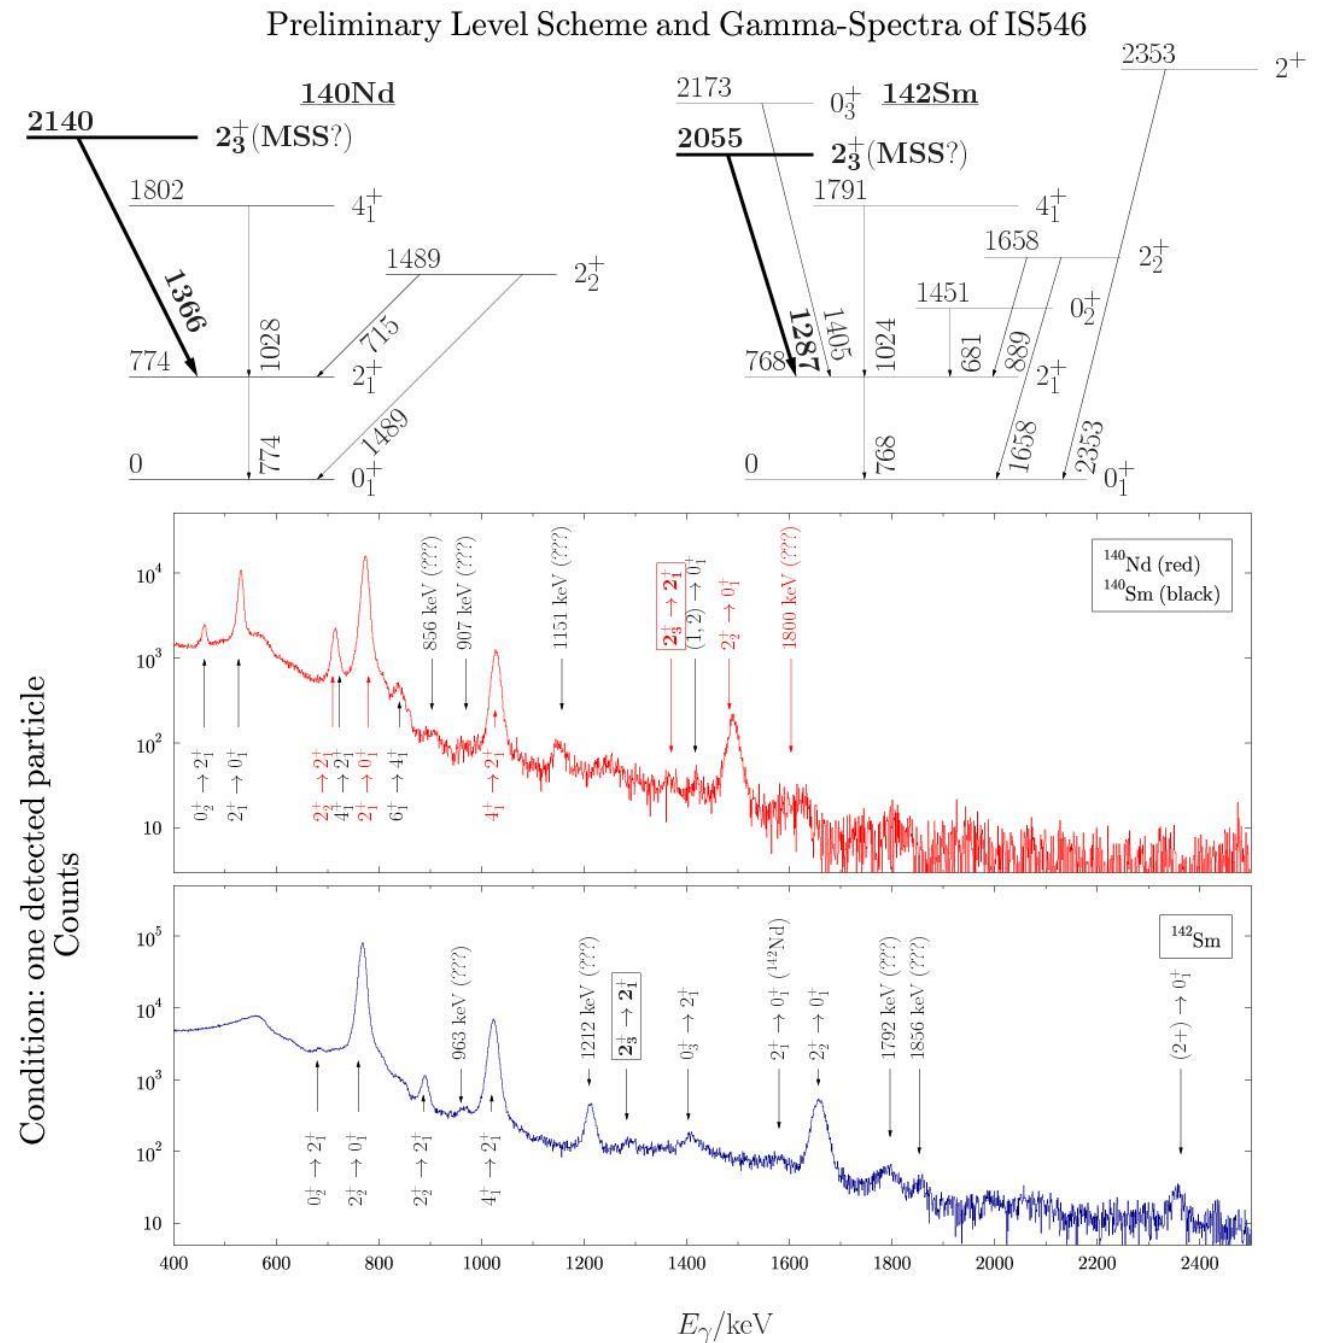 Preliminary Level Scheme and Gamma-Spectra of IS546
140Nd
2140
2₃⁺(MSS?)
1802
4₁⁺
1489
2₂⁺
1366
1028
715
774
2₁⁺
774
1489
0
0₁⁺
142Sm
2353
2⁺
2173
0₃⁺
2055
2₃⁺(MSS?)
1791
4₁⁺
1658
2₂⁺
1451
0₂⁺
1287
1405
1024
681
889
768
2₁⁺
768
1658
2353
0
0₁⁺
Condition: one detected particle
Counts
10⁴
10³
10²
10
0₂⁺ → 2₁⁺
2₁⁺ → 0₁⁺
2₂⁺ → 2₁⁺
4₁⁺ → 2₁⁺
2₁⁺ → 0₁⁺
6₁⁺ → 4₁⁺
856 keV (???)
907 keV (???)
4₁⁺ → 2₁⁺
1151 keV (???)
2₃⁺ → 2₁⁺
(1, 2) → 0₁⁺
2₂⁺ → 0₁⁺
1800 keV (???)
¹⁴⁰Nd (red)
¹⁴⁰Sm (black)
10⁵
10⁴
10³
10²
10
0₂⁺ → 2₁⁺
2₂⁺ → 0₁⁺
2₂⁺ → 2₁⁺
963 keV (???)
4₁⁺ → 2₁⁺
1212 keV (???)
2₃⁺ → 2₁⁺
0₃⁺ → 2₁⁺
2₁⁺ → 0₁⁺ (¹⁴²Nd)
2₂⁺ → 0₁⁺
1792 keV (???)
1856 keV (???)
(2+) → 0₁⁺
¹⁴²Sm
400 600 800 1000 1200 1400 1600 1800 2000 2200 2400
Eγ/keV